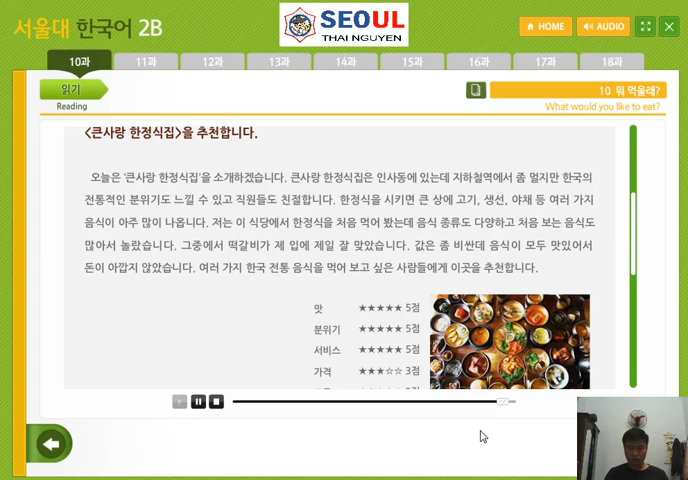 서울대 한국어 2B
SEOUL
THAI NGUYEN
HOME
AUDIO
10과
11과
12과
13과
14과
15과
16과
17과
18과
읽기
Reading
10 뭐 먹을래?
What would you like to eat?
<큰사랑 한정식집>을 추천합니다.
오늘은 '큰사랑 한정식집'을 소개하겠습니다. 큰사랑 한정식집은 인사동에 있는데 지하철역에서 좀 멀지만 한국의
전통적인 분위기도 느낄 수 있고 직원들도 친절합니다. 한정식을 시키면 큰 상에 고기, 생선, 야채 등 여러 가지
음식이 아주 많이 나옵니다. 저는 이 식당에서 한정식을 처음 먹어 봤는데 음식 종류도 다양하고 처음 보는 음식도
많아서 놀랐습니다. 그중에서 떡갈비가 제 입에 제일 잘 맞았습니다. 값은 좀 비싼데 음식이 모두 맛있어서
돈이 아깝지 않았습니다. 여러 가지 한국 전통 음식을 먹어 보고 싶은 사람들에게 이곳을 추천합니다.
맛 ★★★★★ 5점
분위기 ★★★★★ 5점
서비스 ★★★★★ 5점
가격 ★★★☆☆ 3점